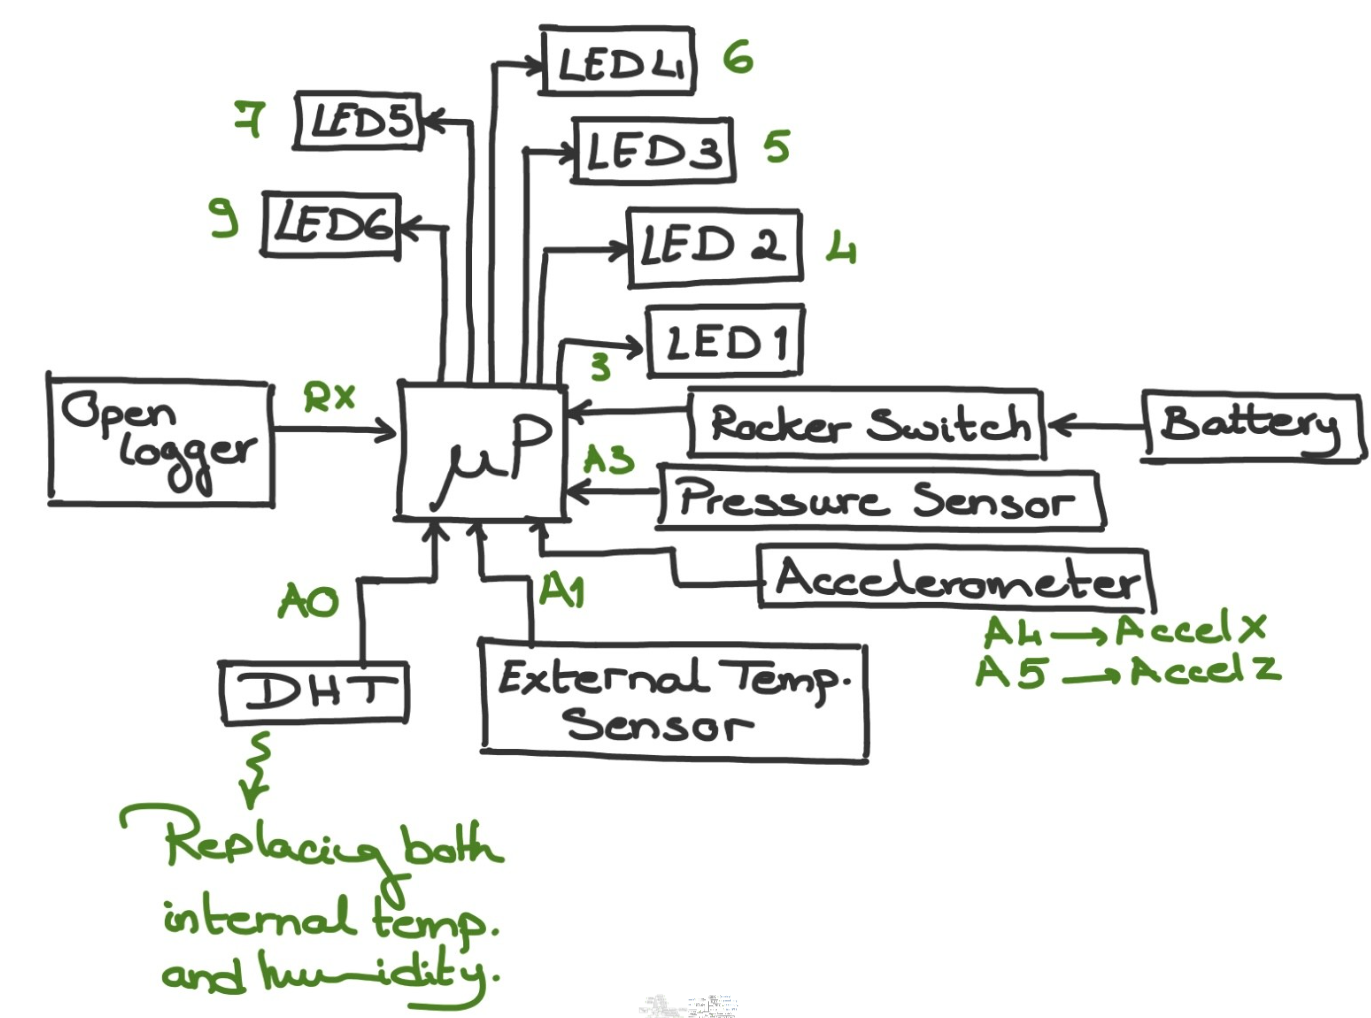 LED4 6
7 LED5
LED3 5
9 LED6
LED 2 4
LED1
3
Open
logger
RX
μP
Rocker Switch
Battery
A3
Pressure Sensor
Accelerometer
A4 → Accel X
A5 → Accel Z
A0
A1
DHT
External Temp.
Sensor
Replacing both
internal temp.
and humidity.